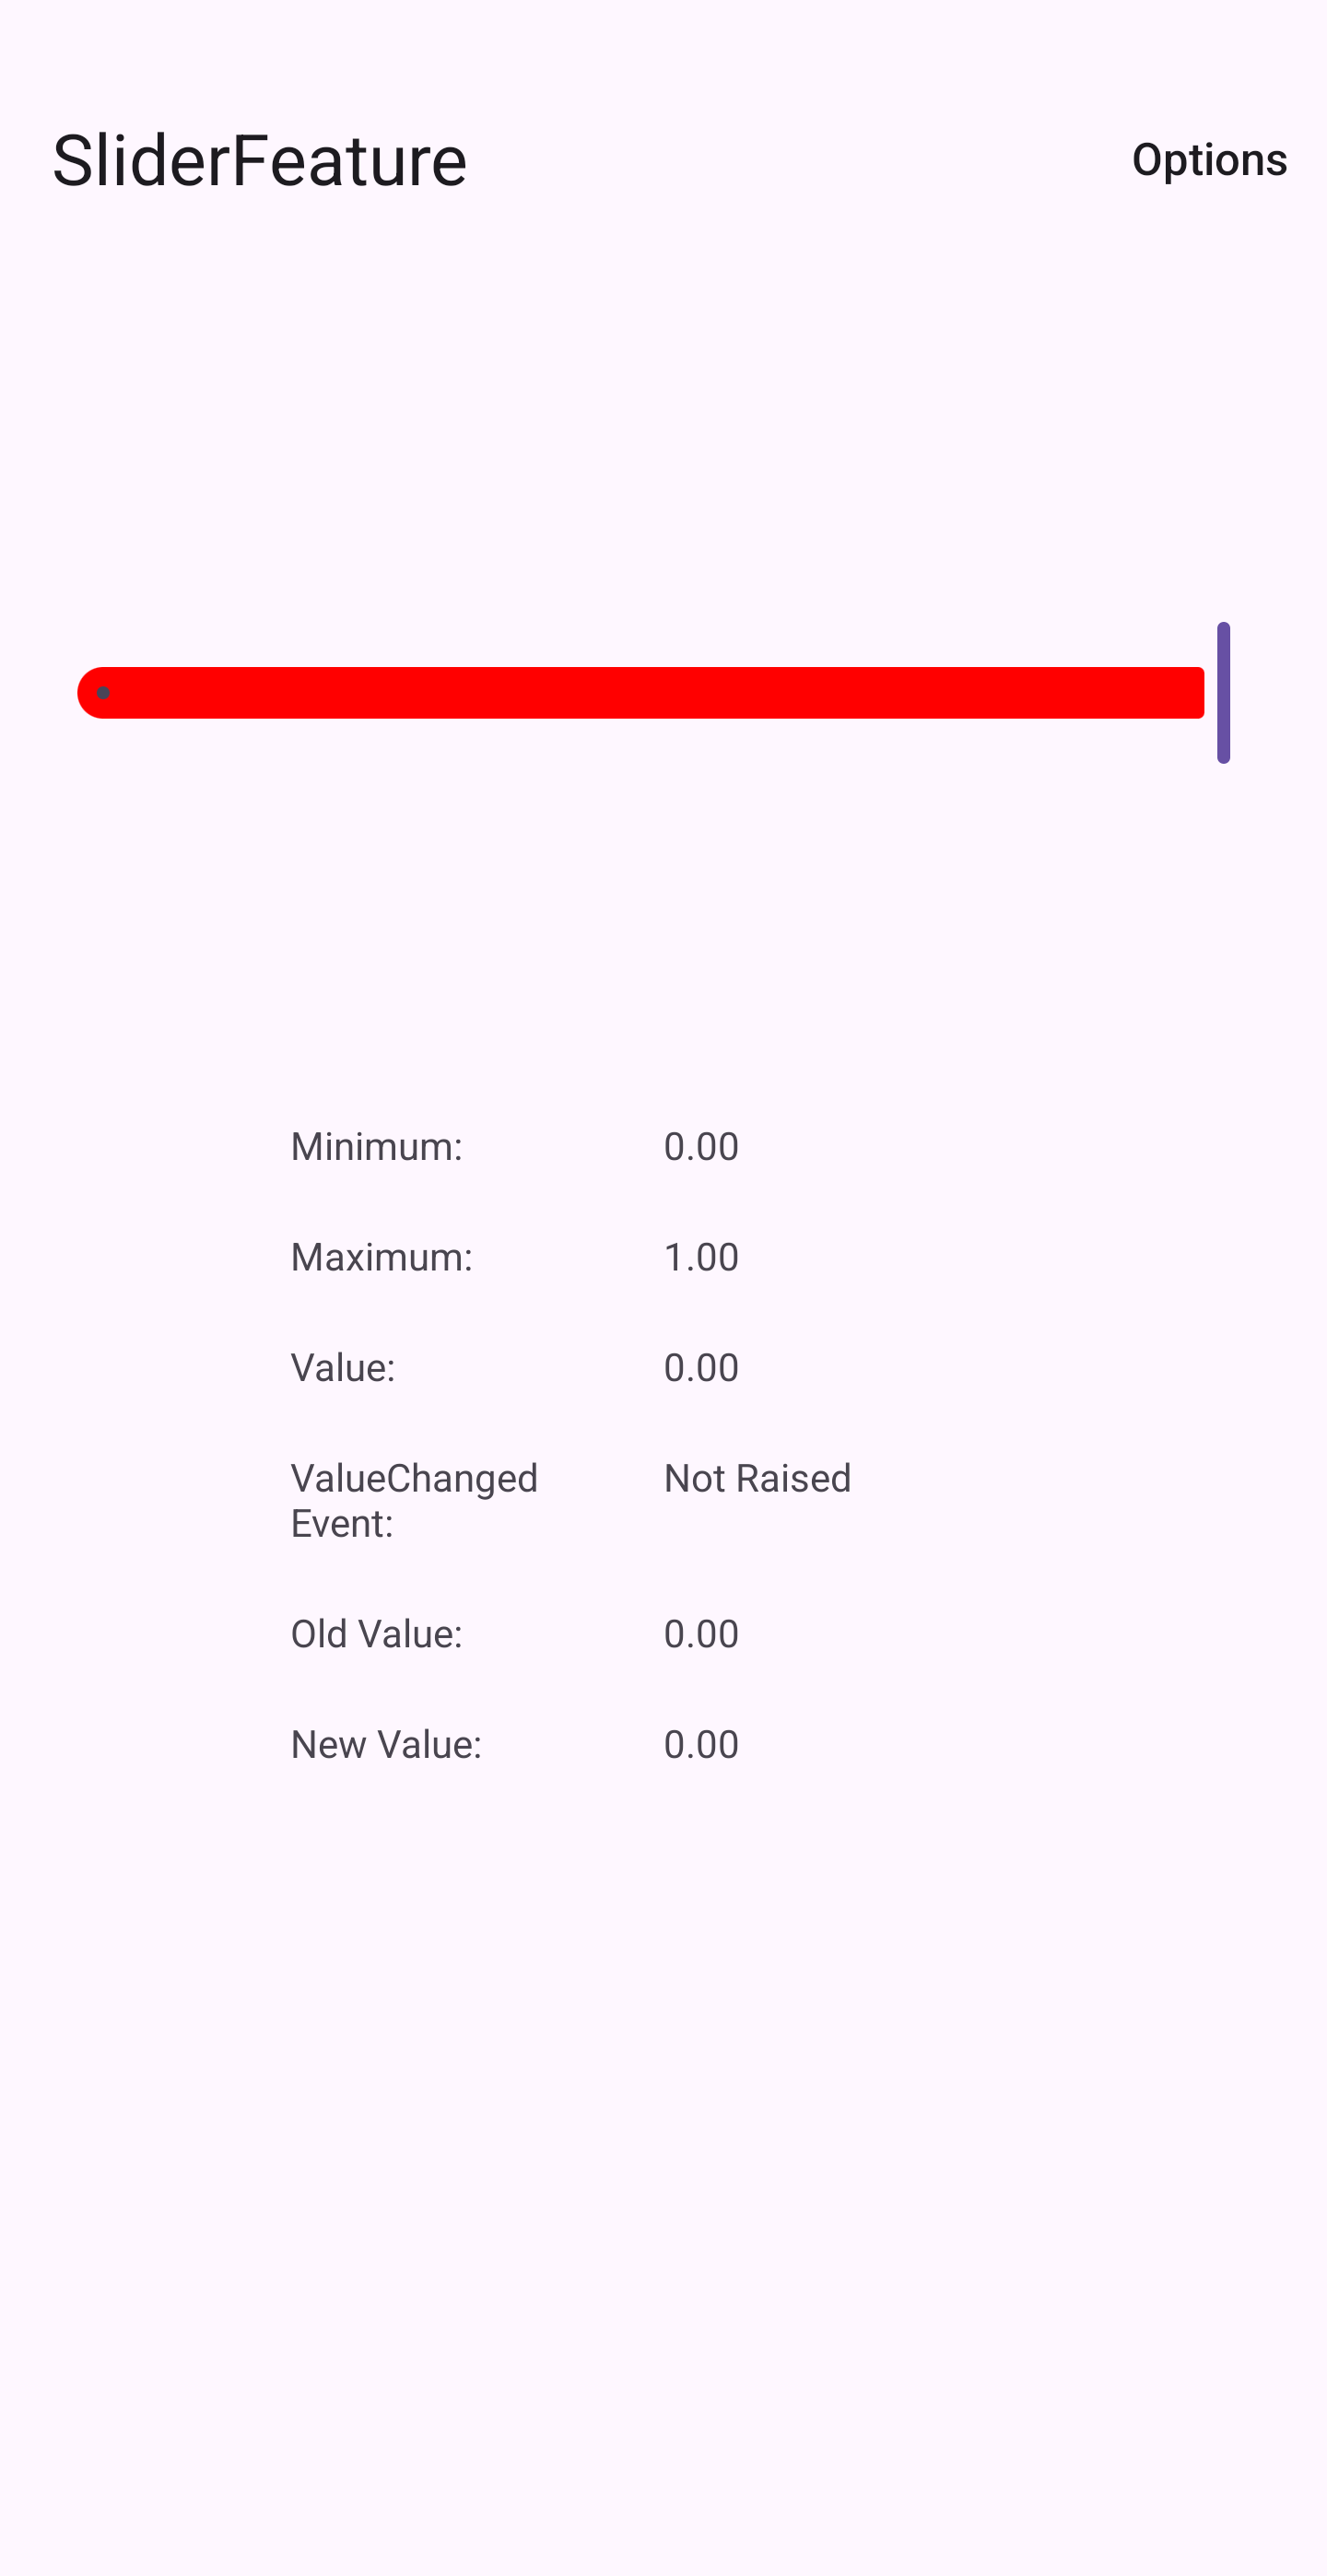 SliderFeature
Options
Minimum: 0.00
Maximum: 1.00
Value: 0.00
ValueChanged Not Raised
Event:
Old Value: 0.00
New Value: 0.00